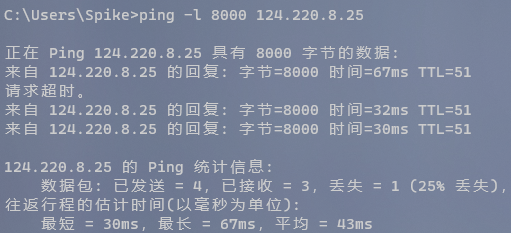 C:\Users\Spike>ping -l 8000 124.220.8.25
正在 Ping 124.220.8.25 具有 8000 字节的数据:
来自 124.220.8.25 的回复: 字节=8000 时间=67ms TTL=51
请求超时。
来自 124.220.8.25 的回复: 字节=8000 时间=32ms TTL=51
来自 124.220.8.25 的回复: 字节=8000 时间=30ms TTL=51
124.220.8.25 的 Ping 统计信息:
数据包: 已发送 = 4, 已接收 = 3, 丢失 = 1 (25% 丢失),
往返行程的估计时间(以毫秒为单位):
最短 = 30ms, 最长 = 67ms, 平均 = 43ms